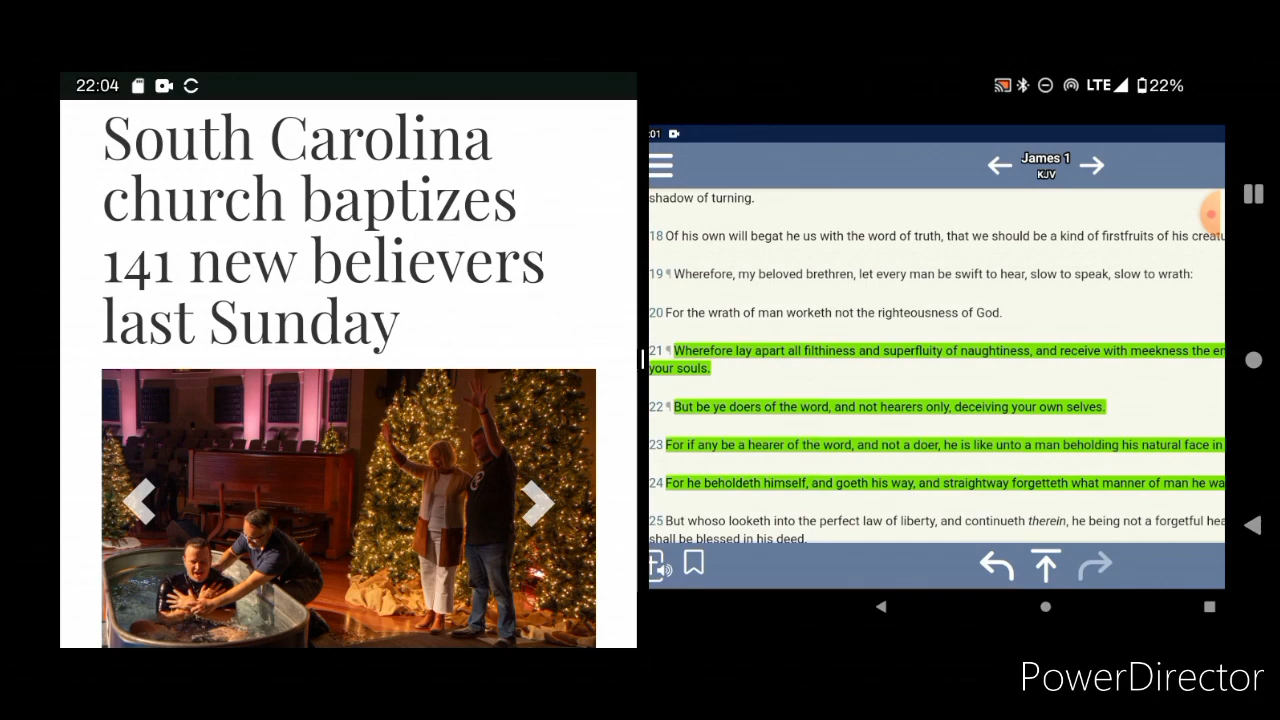 22:04
South Carolina
church baptizes
141 new believers
last Sunday
LTE 22%
:01
James 1
KJV
shadow of turning.
18 Of his own will begat he us with the word of truth, that we should be a kind of firstfruits of his creatu
19 ¶ Wherefore, my beloved brethren, let every man be swift to hear, slow to speak, slow to wrath:
20 For the wrath of man worketh not the righteousness of God.
21 ¶ Wherefore lay apart all filthiness and superfluity of naughtiness, and receive with meekness the en
your souls.
22 ¶ But be ye doers of the word, and not hearers only, deceiving your own selves.
23 For if any be a hearer of the word, and not a doer, he is like unto a man beholding his natural face in
24 For he beholdeth himself, and goeth his way, and straightway forgetteth what manner of man he wa
25 But whoso looketh into the perfect law of liberty, and continueth therein, he being not a forgetful hea
shall be blessed in his deed.
PowerDirector